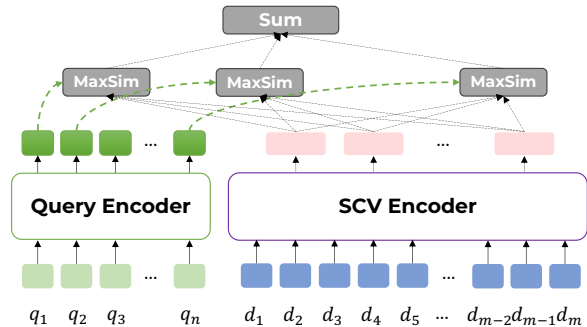 Sum
MaxSim MaxSim MaxSim
... ...
Query Encoder SCV Encoder
... ...
q₁ q₂ q₃ ... qₙ d₁ d₂ d₃ d₄ d₅ ... dₘ₋₂ dₘ₋₁ dₘ